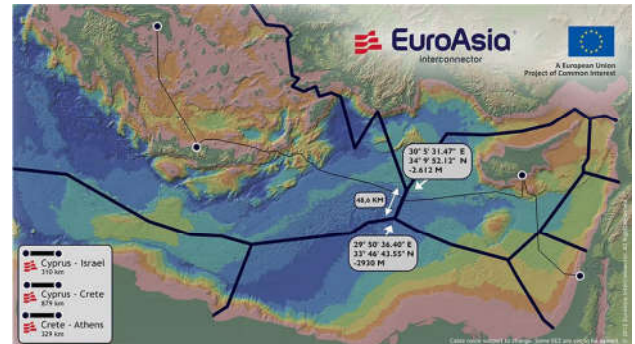 EuroAsia
interconnector
A European Union
Project of Common Interest
30° 5' 31.47" E
34° 9' 52.12" N
-2.612 M
48,6 KM
29° 50' 36.40" E
33° 46' 43.55" N
-2930 M
Cyprus - Israel
310 km
Cyprus - Crete
879 km
Crete - Athens
329 km